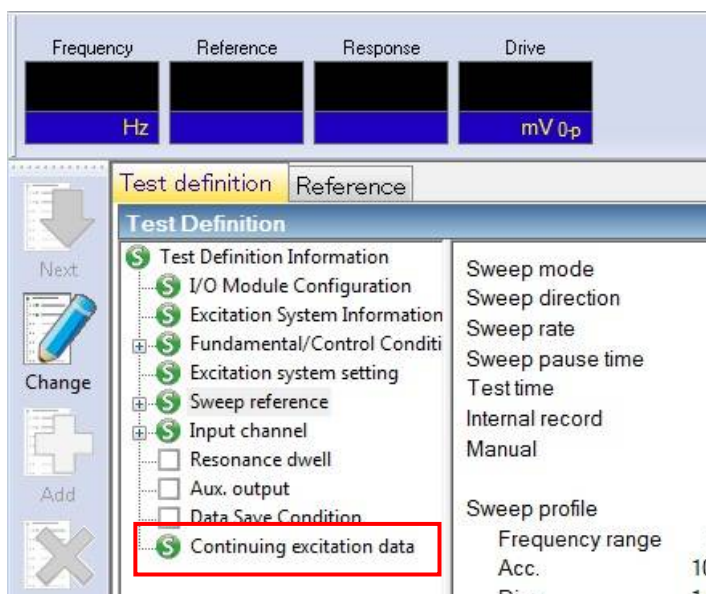 Frequency Reference Response Drive
Hz mV 0-p
Test definition Reference
Test Definition
Next
Change
Add
Test Definition Information
I/O Module Configuration
Excitation System Information
Fundamental/Control Conditi
Excitation system setting
Sweep reference
Input channel
Resonance dwell
Aux. output
Data Save Condition
Continuing excitation data
Sweep mode
Sweep direction
Sweep rate
Sweep pause time
Test time
Internal record
Manual
Sweep profile
Frequency range
Acc. 10